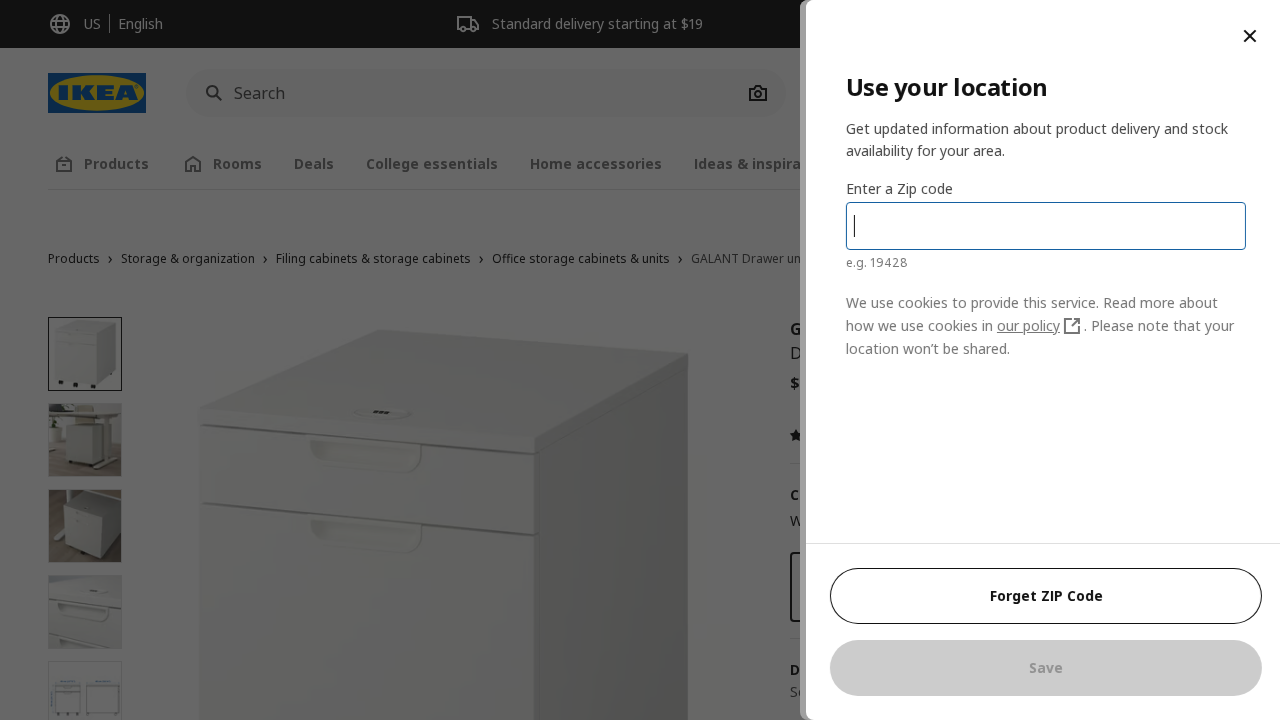 US
English
Standard delivery starting at $19
IKEA
Search
Products
Rooms
Deals
College essentials
Home accessories
Ideas &
Products › Storage & organization › Filing cabinets & storage cabinets › Office storage cabinets & units › GALANT Drawer
$
Use your location
Get updated information about product delivery and stock
availability for your area.
Enter a Zip code
e.g. 19428
We use cookies to provide this service. Read more about
how we use cookies in our policy . Please note that your
location won’t be shared.
Forget ZIP Code
Save